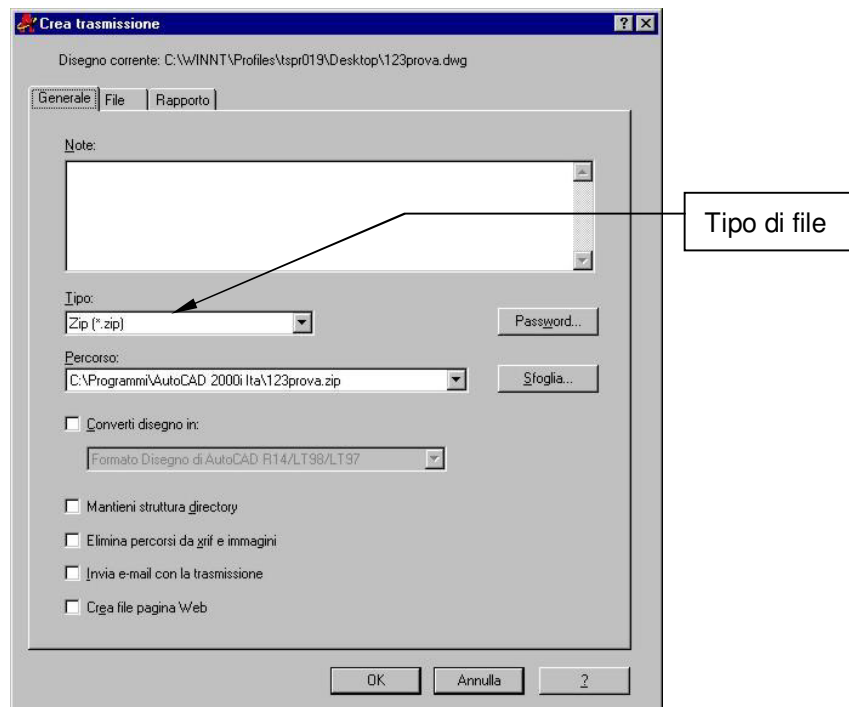 Crea trasmissione
Disegno corrente: C:\WINNT\Profiles\tspr019\Desktop\123prova.dwg
Generale File Rapporto
Note:
Tipo di file
Tipo:
Zip (*.zip)
Password...
Percorso:
C:\Programmi\AutoCAD 2000i Ita\123prova.zip
Sfoglia...
Converti disegno in:
Formato Disegno di AutoCAD R14/LT98/LT97
Mantieni struttura directory
Elimina percorsi da xrif e immagini
Invia e-mail con la trasmissione
Crea file pagina Web
OK Annulla ?